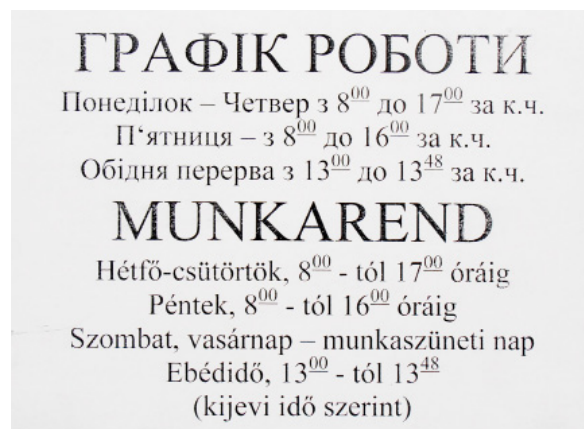 ГРАФІК РОБОТИ
Понеділок – Четвер з 8⁰⁰ до 17⁰⁰ за к.ч.
П‘ятниця – з 8⁰⁰ до 16⁰⁰ за к.ч.
Обідня перерва з 13⁰⁰ до 13⁴⁸ за к.ч.
MUNKAREND
Hétfő-csütörtök, 8⁰⁰ - tól 17⁰⁰ óráig
Péntek, 8⁰⁰ - tól 16⁰⁰ óráig
Szombat, vasárnap – munkaszüneti nap
Ebédidő, 13⁰⁰ - tól 13⁴⁸
(kijevi idő szerint)